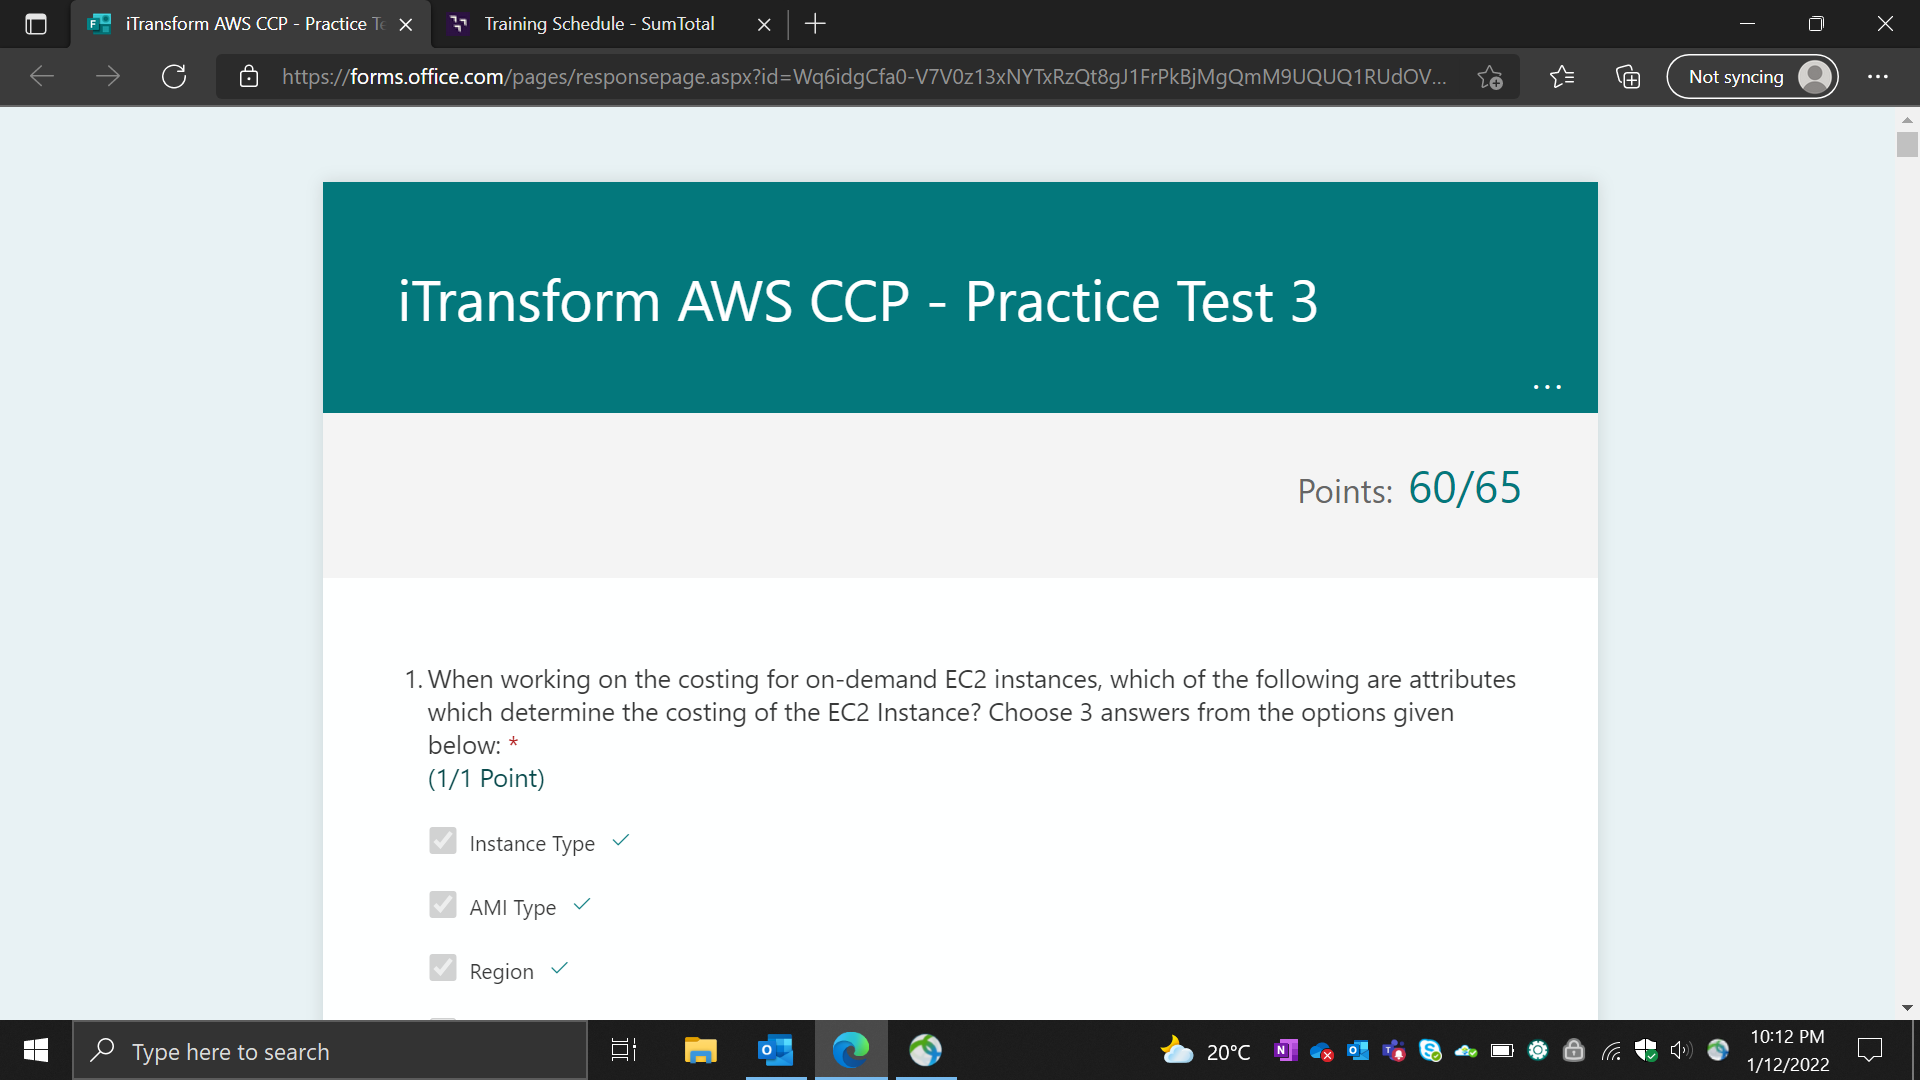 iTransform AWS CCP - Practice Te
Training Schedule - SumTotal
https://forms.office.com/pages/responsepage.aspx?id=Wq6idgCfa0-V7V0z13xNYTxRzQt8gJ1FrPkBjMgQmM9UQUQ1RUdOV...
Not syncing
iTransform AWS CCP - Practice Test 3
...
Points: 60/65
1. When working on the costing for on-demand EC2 instances, which of the following are attributes
which determine the costing of the EC2 Instance? Choose 3 answers from the options given
below: *
(1/1 Point)
Instance Type
AMI Type
Region
Type here to search
20°C
10:12 PM
1/12/2022